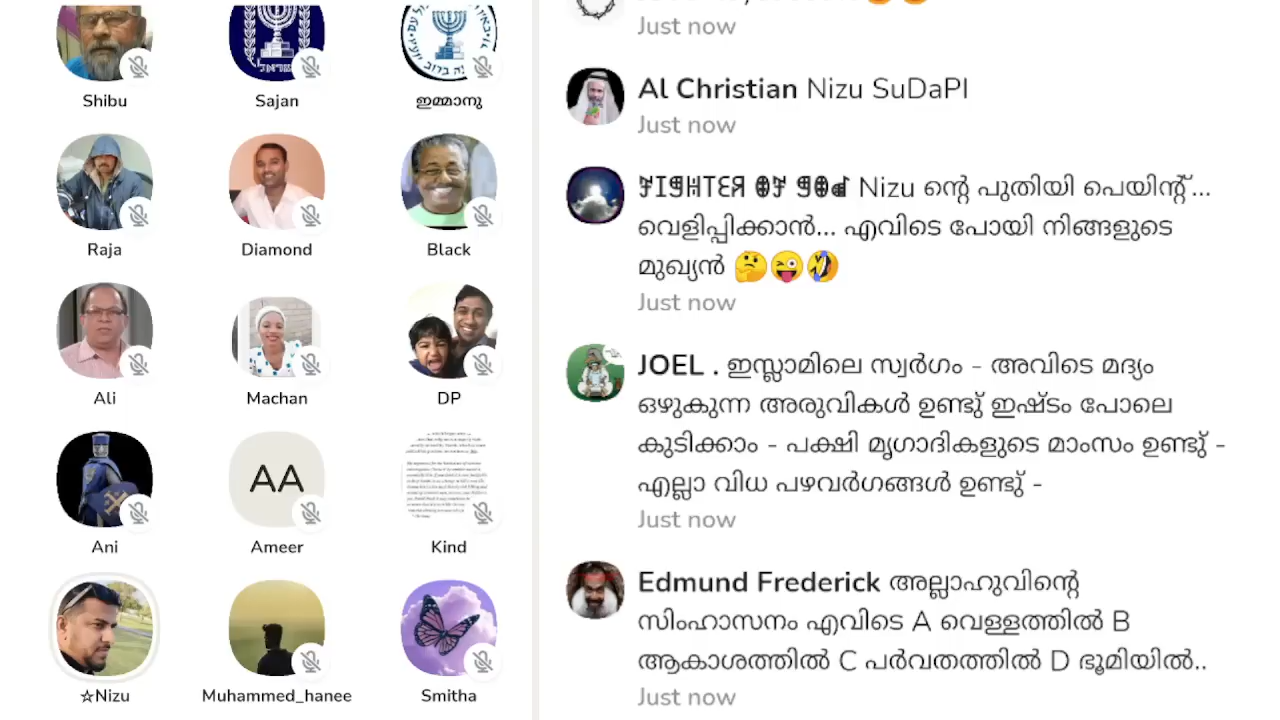 Shibu
Sajan
ഇമ്മാനു
Raja
Diamond
Black
Ali
Machan
DP
AA
Ani
Ameer
Kind
☆Nizu
Muhammed_hanee
Smitha
Just now
Al Christian Nizu SuDaPI
Just now
Nizu ന്റെ പുതിയി പെയിന്റ്...
വെളിപ്പിക്കാൻ... എവിടെ പോയി നിങ്ങളുടെ
മുഖ്യൻ 🤔😜🤣
Just now
JOEL . ഇസ്ലാമിലെ സ്വർഗം - അവിടെ മദ്യം
ഒഴുകുന്ന അരുവികൾ ഉണ്ടു് ഇഷ്ടം പോലെ
കുടിക്കാം - പക്ഷി മൃഗാദികളുടെ മാംസം ഉണ്ടു് -
എല്ലാ വിധ പഴവർഗങ്ങൾ ഉണ്ടു് -
Just now
Edmund Frederick അല്ലാഹുവിന്റെ
സിംഹാസനം എവിടെ A വെള്ളത്തിൽ B
ആകാശത്തിൽ C പർവതത്തിൽ D ഭൂമിയിൽ..
Just now